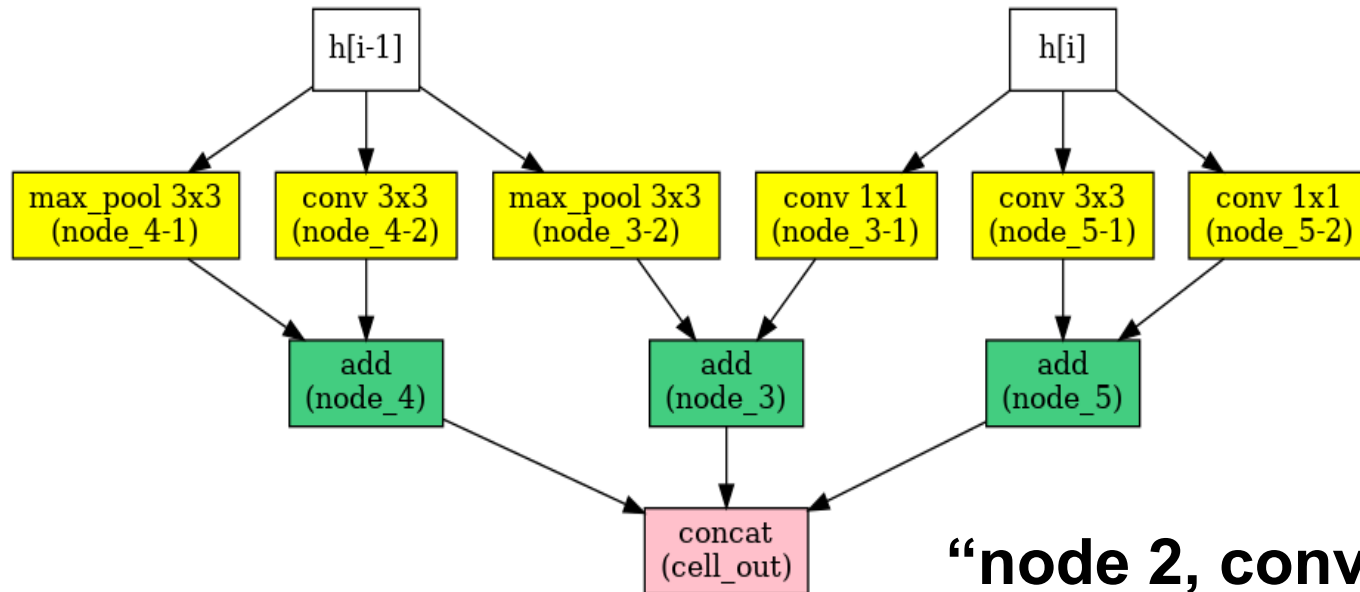 h[i-1]
h[i]
max_pool 3x3
(node_4-1)
conv 3x3
(node_4-2)
max_pool 3x3
(node_3-2)
conv 1x1
(node_3-1)
conv 3x3
(node_5-1)
conv 1x1
(node_5-2)
add
(node_4)
add
(node_3)
add
(node_5)
concat
(cell_out)
“node 2, conv